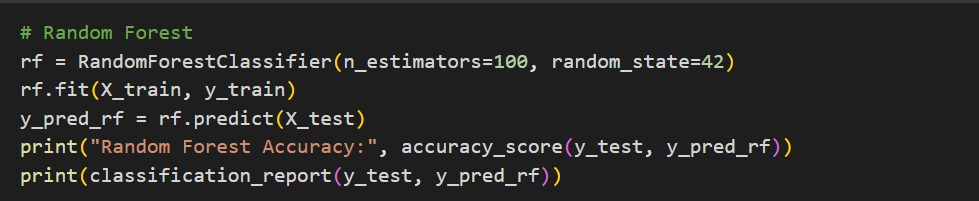 # Random Forest
rf = RandomForestClassifier(n_estimators=100, random_state=42)
rf.fit(X_train, y_train)
y_pred_rf = rf.predict(X_test)
print("Random Forest Accuracy:", accuracy_score(y_test, y_pred_rf))
print(classification_report(y_test, y_pred_rf))